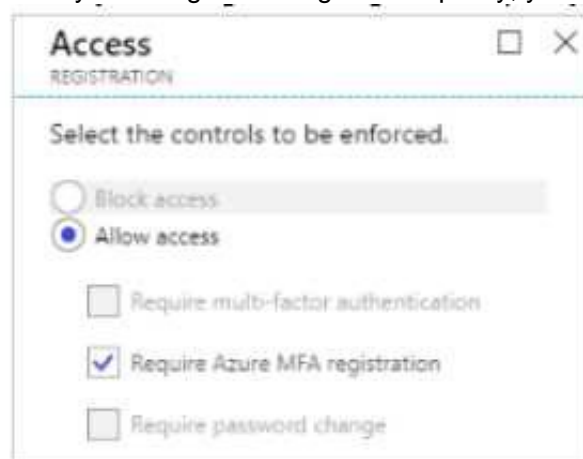 Access
REGISTRATION
Select the controls to be enforced.
Block access
Allow access
Require multi-factor authentication
Require Azure MFA registration
Require password change